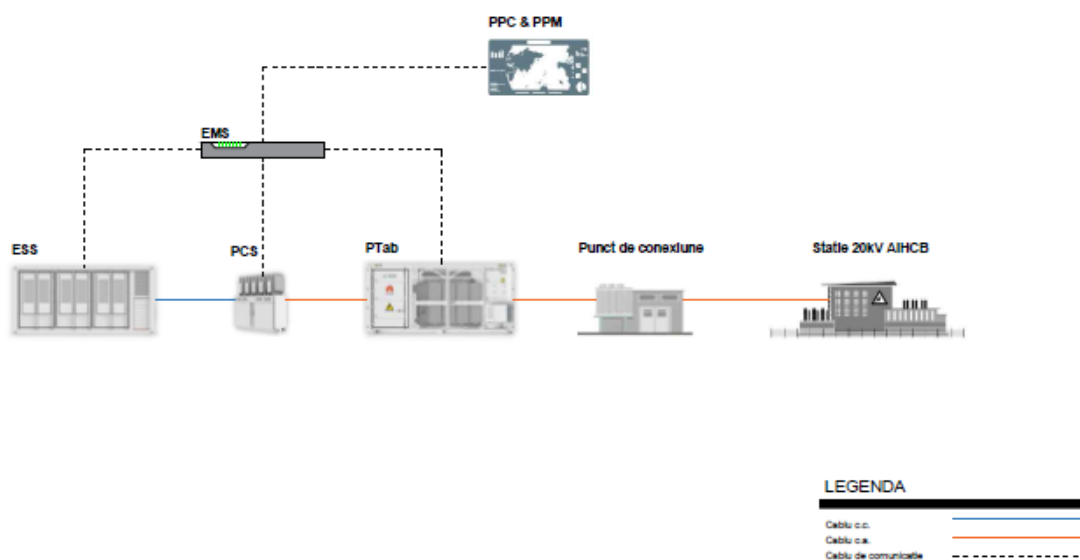 PPC & PPM
EMS
ESS
PCS
PTab
Punct de conexiune
Statie 20kV AIHCB
LEGENDA
Cablu c.c.
Cablu c.a.
Cablu de comunicatie